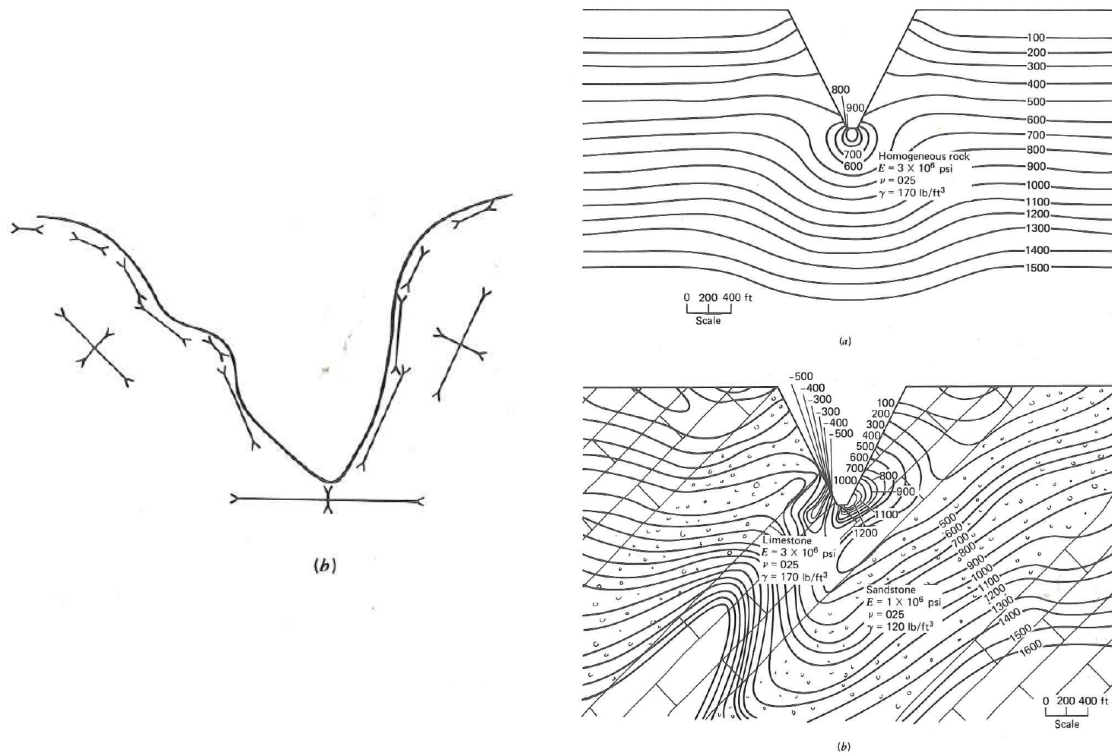 (b)
100
200
300
400
500
600
700
800
900
1000
1100
1200
1300
1400
1500
800
900
700
600
Homogeneous rock
E = 3 × 10⁶ psi
ν = 025
γ = 170 lb/ft³
0 200 400 ft
Scale
(a)
-500
-400
-300
-300
-400
-500
100
200
300
400
500
600
700
1000
800
900
1100
1200
Limestone
E = 3 × 10⁶ psi
ν = 025
γ = 170 lb/ft³
Sandstone
E = 1 × 10⁶ psi
ν = 025
γ = 120 lb/ft³
500
600
700
800
900
1000
1100
1200
1300
1400
1500
1600
0 200 400 ft
Scale
(b)